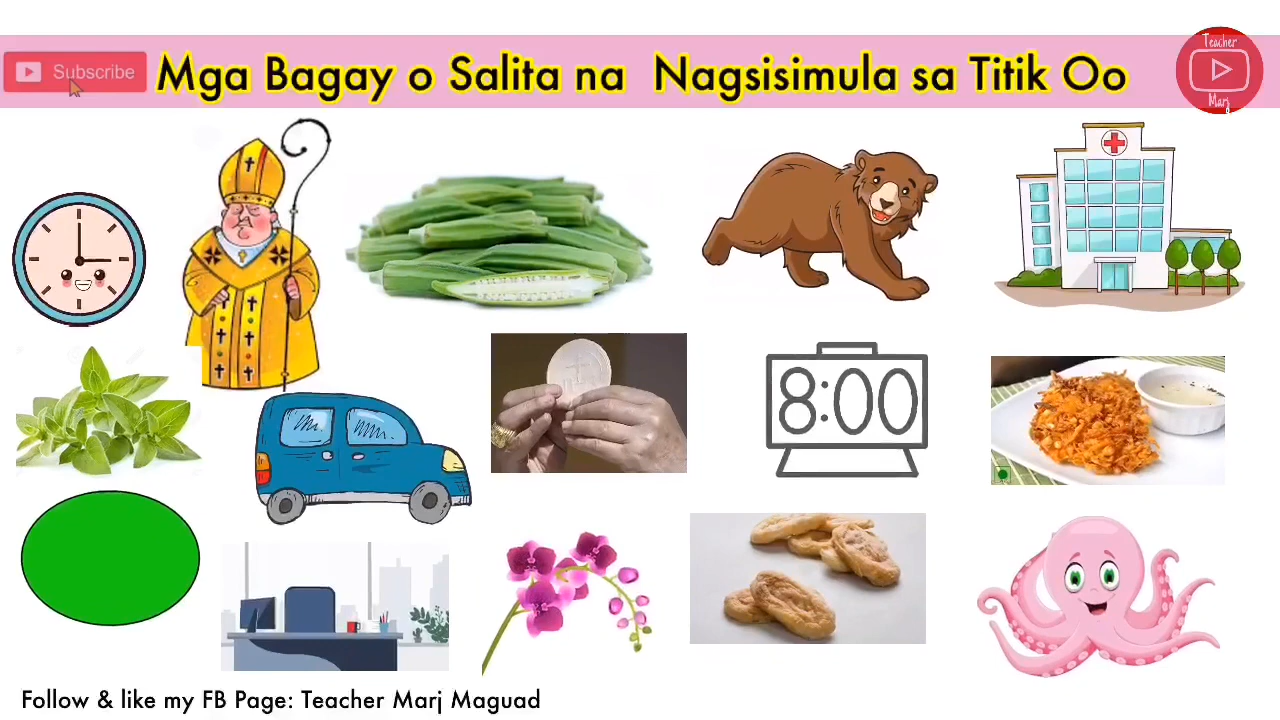 Subscribe
Mga Bagay o Salita na Nagsisimula sa Titik Oo
Teacher
Marj
8:00
Follow & like my FB Page: Teacher Marj Maguad